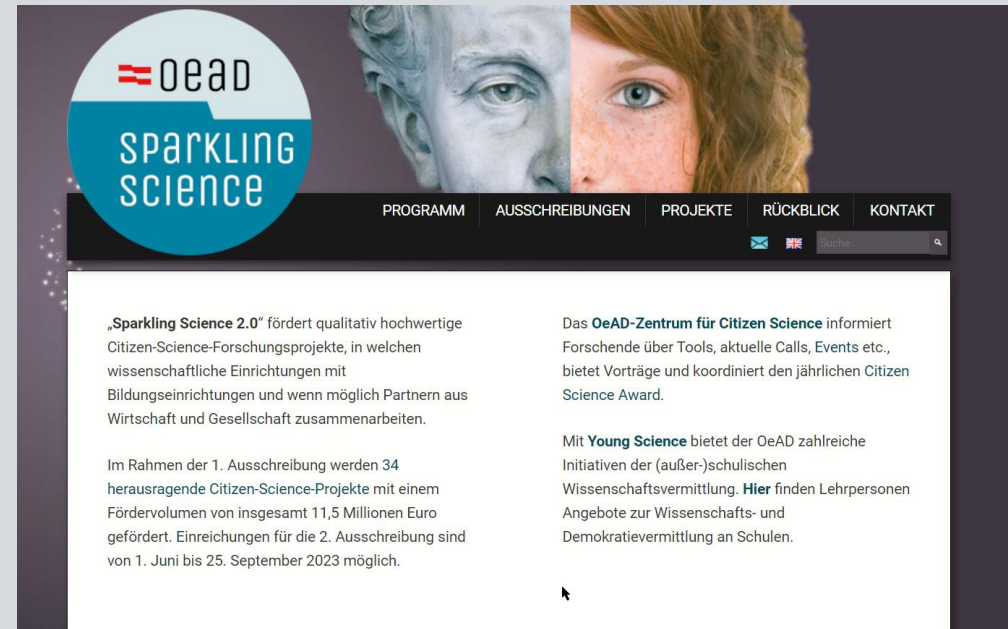 oead
sparkling
science
PROGRAMM AUSSCHREIBUNGEN PROJEKTE RÜCKBLICK KONTAKT
Suche...
„Sparkling Science 2.0“ fördert qualitativ hochwertige
Citizen-Science-Forschungsprojekte, in welchen
wissenschaftliche Einrichtungen mit
Bildungseinrichtungen und wenn möglich Partnern aus
Wirtschaft und Gesellschaft zusammenarbeiten.
Im Rahmen der 1. Ausschreibung werden 34
herausragende Citizen-Science-Projekte mit einem
Fördervolumen von insgesamt 11,5 Millionen Euro
gefördert. Einreichungen für die 2. Ausschreibung sind
von 1. Juni bis 25. September 2023 möglich.
Das OeAD-Zentrum für Citizen Science informiert
Forschende über Tools, aktuelle Calls, Events etc.,
bietet Vorträge und koordiniert den jährlichen Citizen
Science Award.
Mit Young Science bietet der OeAD zahlreiche
Initiativen der (außer-)schulischen
Wissenschaftsvermittlung. Hier finden Lehrpersonen
Angebote zur Wissenschafts- und
Demokratievermittlung an Schulen.